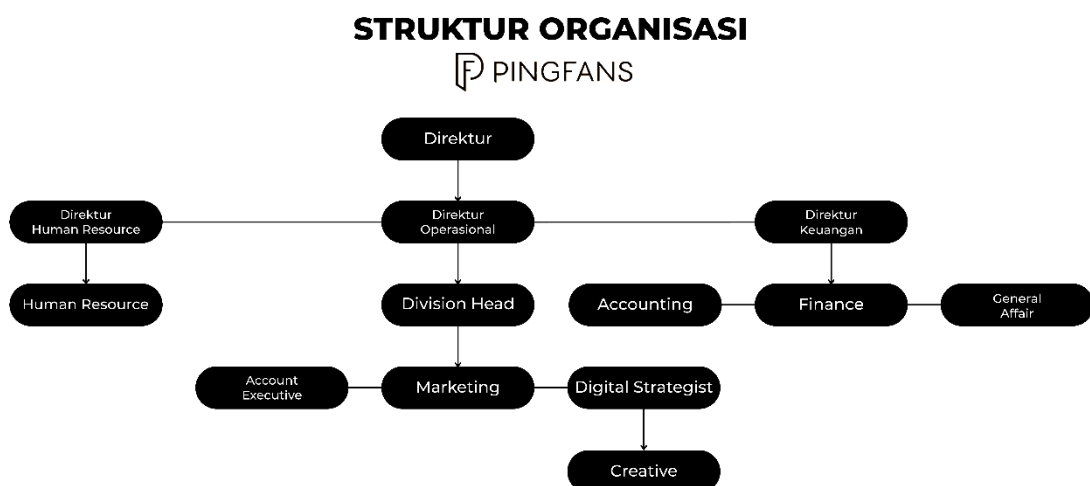 STRUKTUR ORGANISASI
PINGFANS
Direktur
Direktur
Human Resource
Direktur
Operasional
Direktur
Keuangan
Human Resource
Division Head
Accounting
Finance
General
Affair
Account
Executive
Marketing
Digital Strategist
Creative